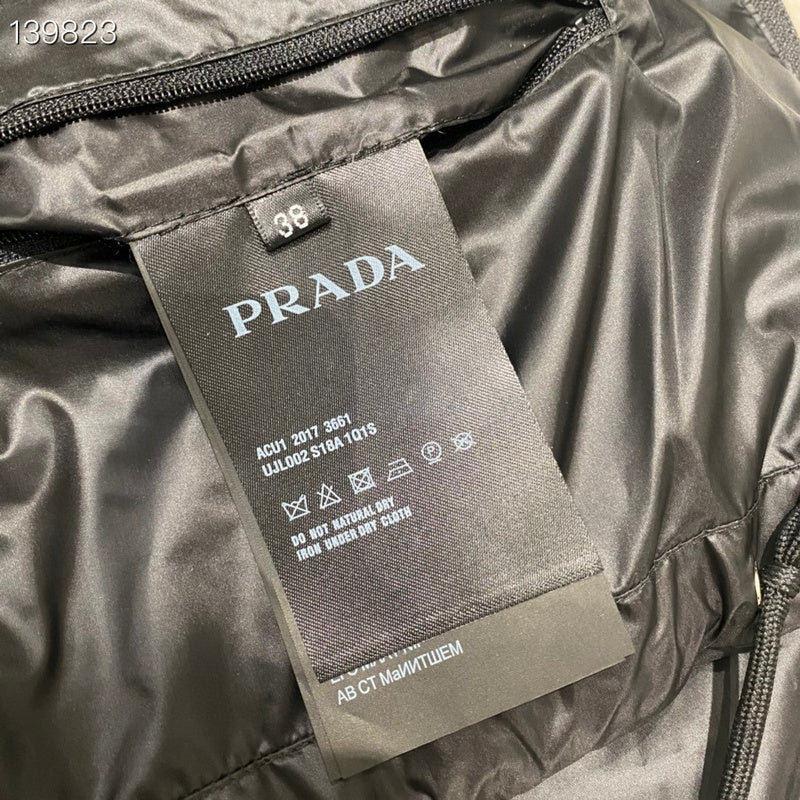 139823
38
PRADA
ACU1 2017 3661
UJL002 S18A 1Q1S
DO NOT NATURAL DRY
IRON UNDER DRY CLOTH
AB CT MaИИTШEM